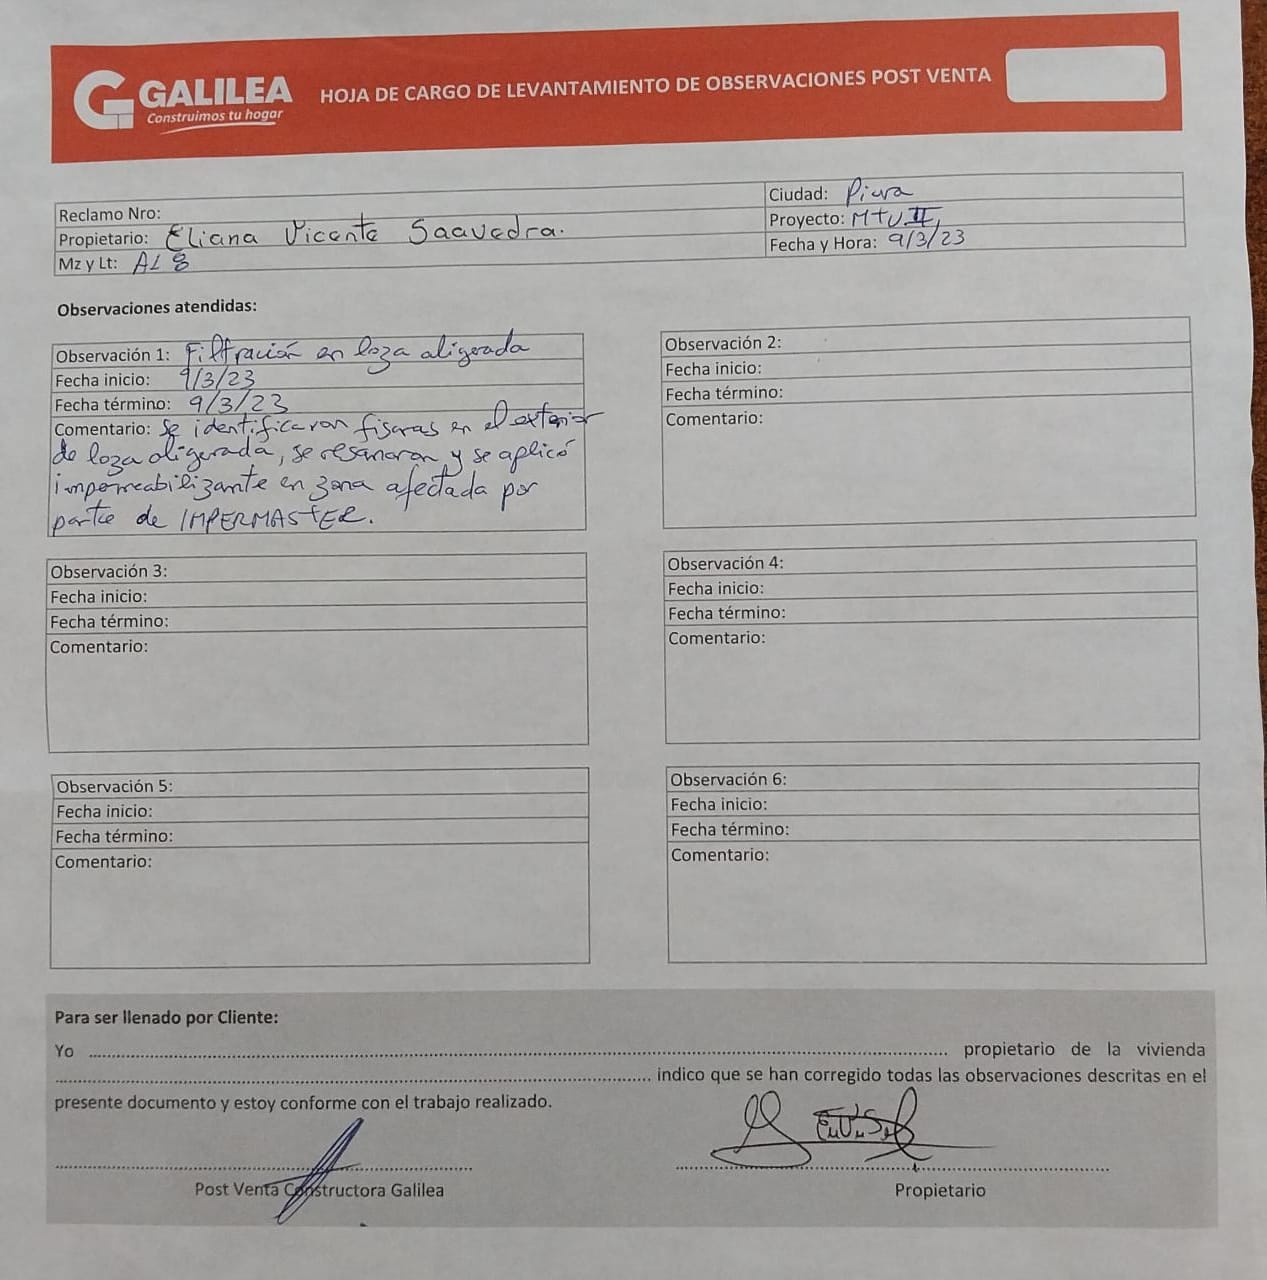 GALILEA
Construimos tu hogar
HOJA DE CARGO DE LEVANTAMIENTO DE OBSERVACIONES POST VENTA
Reclamo Nro:
Propietario: Eliana Vicente Saavedra.
Mz y Lt: A1 8
Ciudad: Piura
Proyecto: MTU II
Fecha y Hora: 9/3/23
Observaciones atendidas:
Observación 1: Filtración en loza aligerada
Fecha inicio: 9/3/23
Fecha término: 9/3/23
Comentario: Se identificaron fisuras en el exterior
de loza aligerada, se resanaron y se aplicó
impermeabilizante en zona afectada por
parte de IMPERMASTER.
Observación 2:
Fecha inicio:
Fecha término:
Comentario:
Observación 3:
Fecha inicio:
Fecha término:
Comentario:
Observación 4:
Fecha inicio:
Fecha término:
Comentario:
Observación 5:
Fecha inicio:
Fecha término:
Comentario:
Observación 6:
Fecha inicio:
Fecha término:
Comentario:
Para ser llenado por Cliente:
Yo ........ propietario de la vivienda
........ indico que se han corregido todas las observaciones descritas en el
presente documento y estoy conforme con el trabajo realizado.
Post Venta Constructora Galilea
Propietario